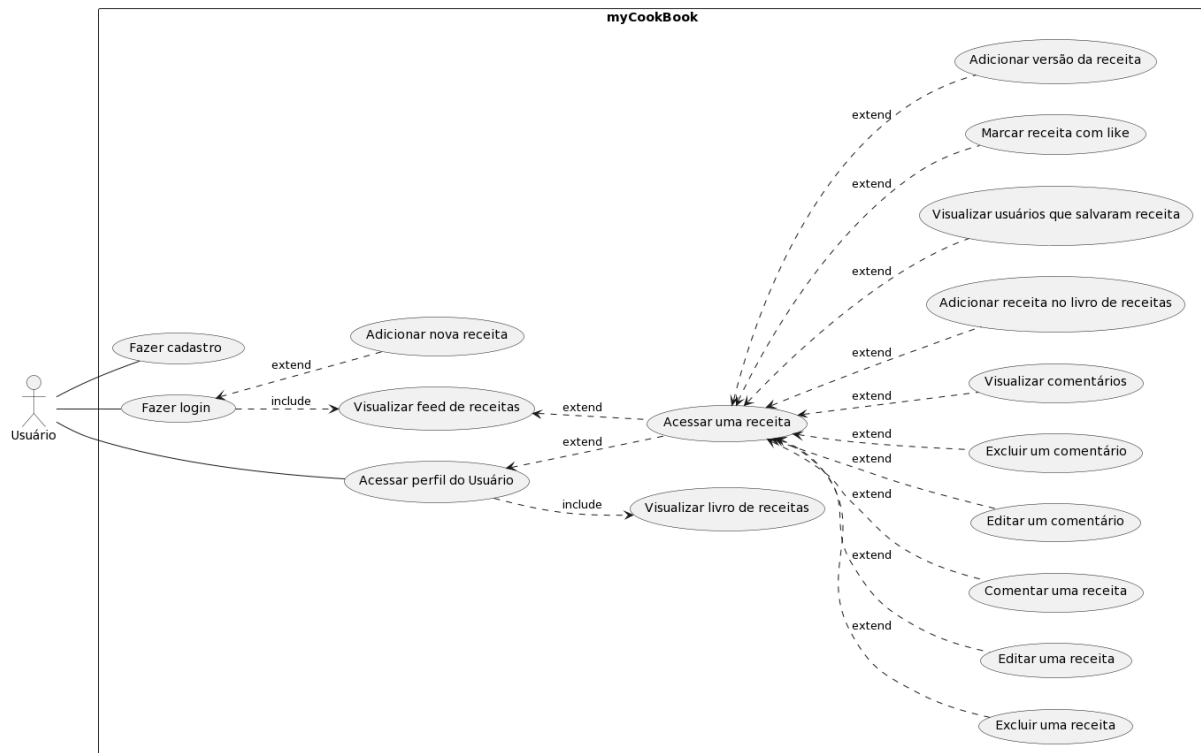 myCookBook
Adicionar versão da receita
extend
Marcar receita com like
extend
Visualizar usuários que salvaram receita
extend
Adicionar receita no livro de receitas
Fazer cadastro
Adicionar nova receita
extend
extend
Visualizar comentários
Usuário
Fazer login
include
Visualizar feed de receitas
extend
Acessar uma receita
extend
extend
Excluir um comentário
extend
Acessar perfil do Usuário
extend
include
Visualizar livro de receitas
extend
Editar um comentário
extend
Comentar uma receita
extend
Editar uma receita
Excluir uma receita